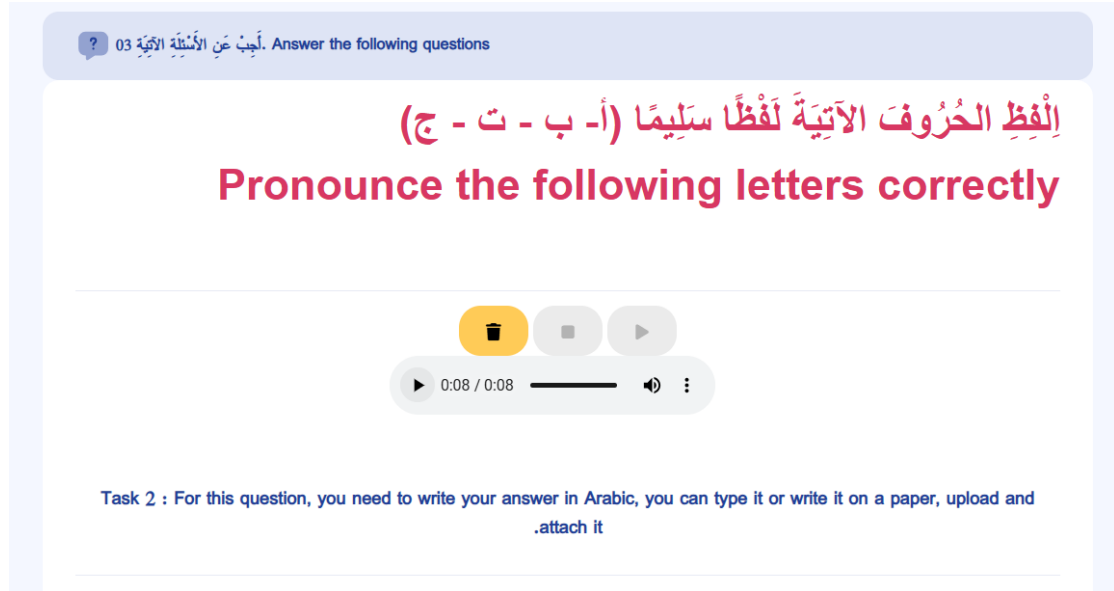 أَجِبْ عَنِ الأَسْئِلَةِ الآتِيَة 03 ?. Answer the following questions
اِلْفِظِ الحُرُوفَ الآتِيَةَ لَفْظًا سَلِيمًا (أ- ب - ت - ج)
Pronounce the following letters correctly
0:08 / 0:08
Task 2 : For this question, you need to write your answer in Arabic, you can type it or write it on a paper, upload and
.attach it